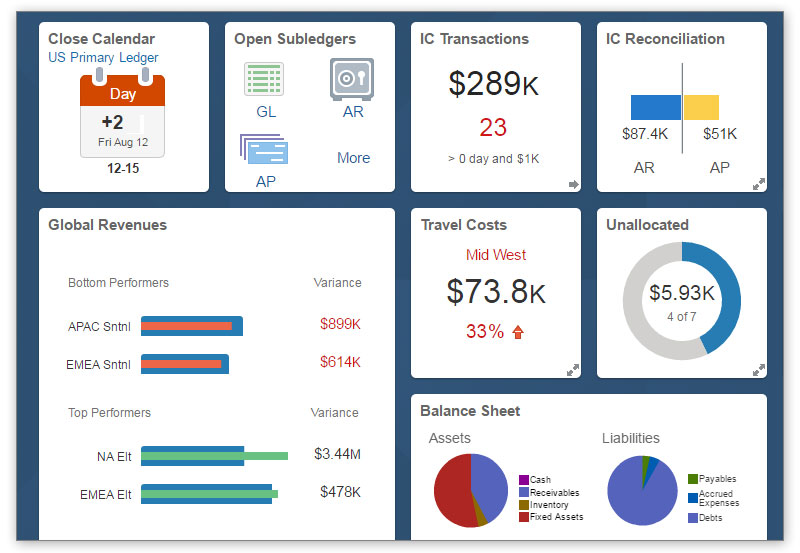 Close Calendar
US Primary Ledger
Day
+2
Fri Aug 12
12-15
Open Subledgers
GL
AR
AP
More
IC Transactions
$289K
23
> 0 day and $1K
IC Reconciliation
$87.4K
$51K
AR
AP
Global Revenues
Bottom Performers
Variance
APAC Sntnl
$899K
EMEA Sntnl
$614K
Top Performers
Variance
NA Elt
$3.44M
EMEA Elt
$478K
Travel Costs
Mid West
$73.8K
33%
Unallocated
$5.93K
4 of 7
Balance Sheet
Assets
Cash
Receivables
Inventory
Fixed Assets
Liabilities
Payables
Accrued
Expenses
Debts